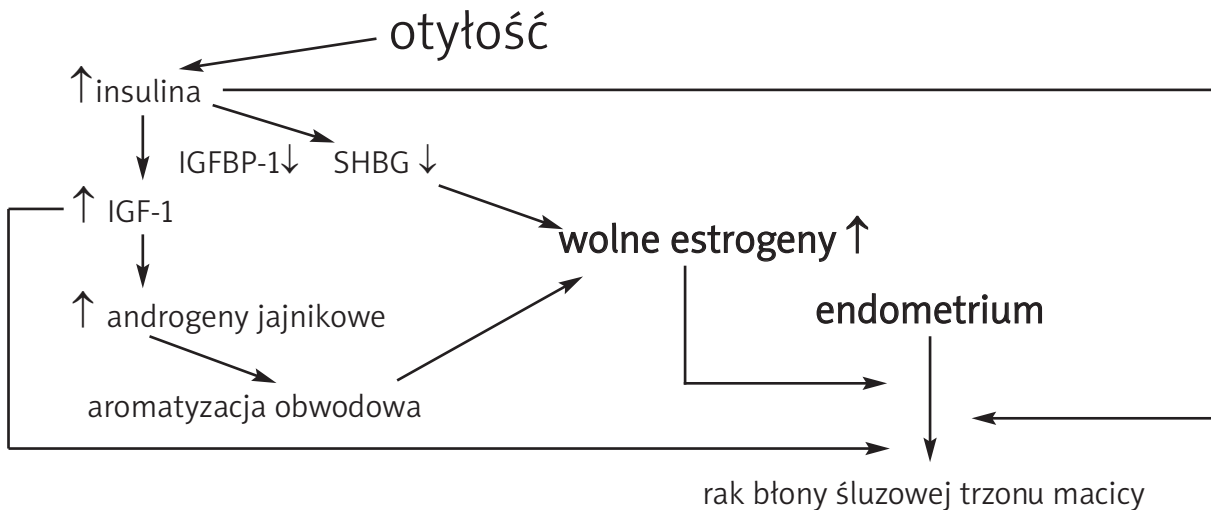 otyłość
↑ insulina
IGFBP-1↓ SHBG ↓
↑ IGF-1
wolne estrogeny ↑
endometrium
↑ androgeny jajnikowe
aromatyzacja obwodowa
rak błony śluzowej trzonu macicy